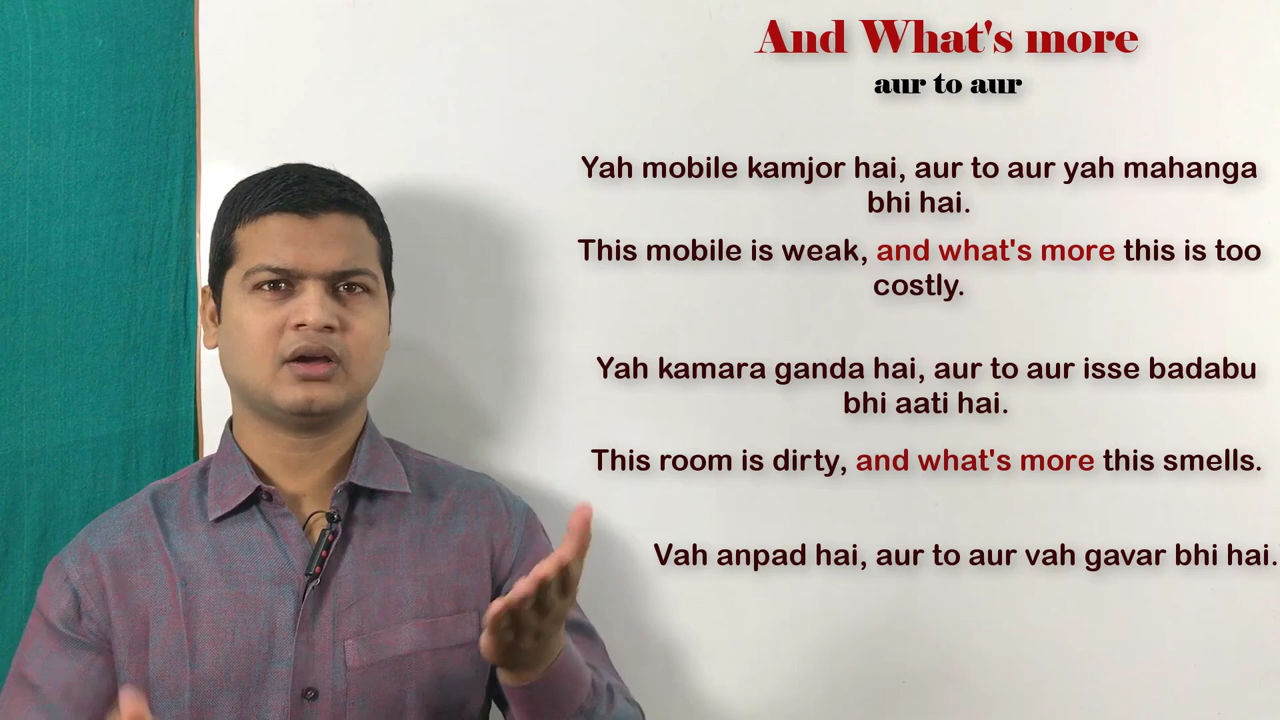 And What's more
aur to aur
Yah mobile kamjor hai, aur to aur yah mahanga
bhi hai.
This mobile is weak, and what's more this is too
costly.
Yah kamara ganda hai, aur to aur isse badabu
bhi aati hai.
This room is dirty, and what's more this smells.
Vah anpad hai, aur to aur vah gavar bhi hai.